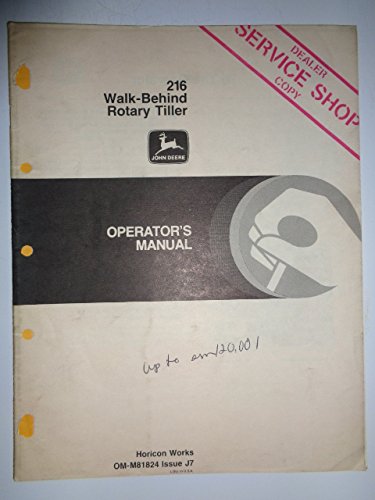 216
Walk-Behind
Rotary Tiller
DEALER
SERVICE SHOP
COPY
JOHN DEERE
OPERATOR'S
MANUAL
up to 120,001
Horicon Works
OM-M81824 Issue J7